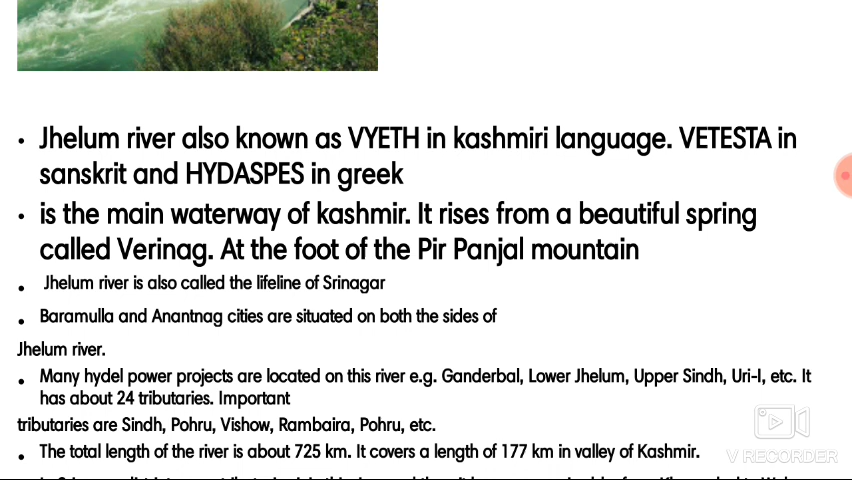 • Jhelum river also known as VYETH in kashmiri language. VETESTA in
sanskrit and HYDASPES in greek
• is the main waterway of kashmir. It rises from a beautiful spring
called Verinag. At the foot of the Pir Panjal mountain
• Jhelum river is also called the lifeline of Srinagar
• Baramulla and Anantnag cities are situated on both the sides of
Jhelum river.
• Many hydel power projects are located on this river e.g. Ganderbal, Lower Jhelum, Upper Sindh, Uri-I, etc. It
has about 24 tributaries. Important
tributaries are Sindh, Pohru, Vishow, Rambaira, Pohru, etc.
• The total length of the river is about 725 km. It covers a length of 177 km in valley of Kashmir.
V RECORDER